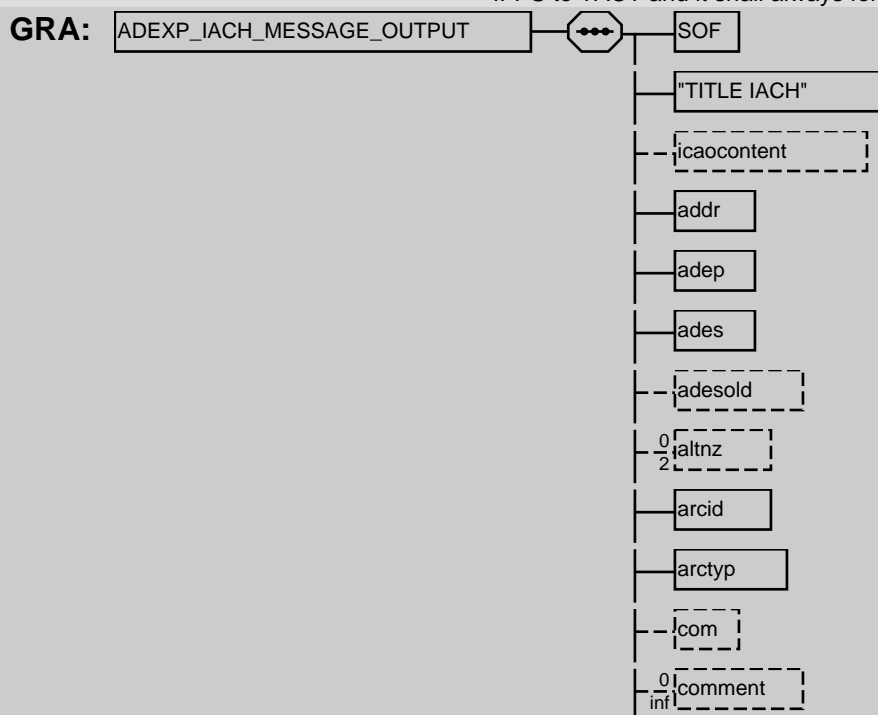 GRA: ADEXP_IACH_MESSAGE_OUTPUT SOF
"TITLE IACH"
icaocontent
addr
adep
ades
adesold
0
2
altnz
arcid
arctyp
com
0
inf
comment